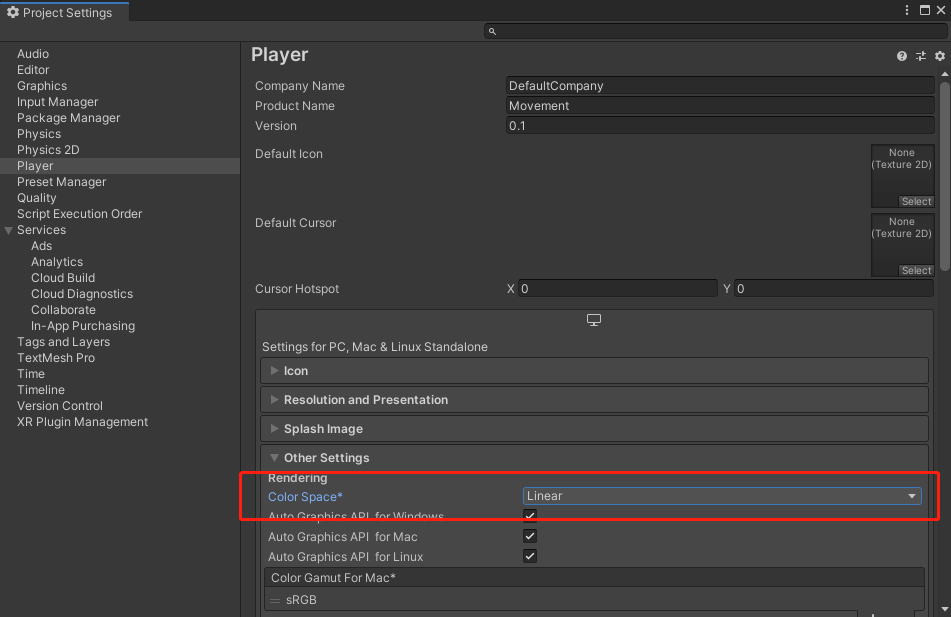 Project Settings
Audio
Editor
Graphics
Input Manager
Package Manager
Physics
Physics 2D
Player
Preset Manager
Quality
Script Execution Order
Services
Ads
Analytics
Cloud Build
Cloud Diagnostics
Collaborate
In-App Purchasing
Tags and Layers
TextMesh Pro
Time
Timeline
Version Control
XR Plugin Management
Player
Company Name DefaultCompany
Product Name Movement
Version 0.1
Default Icon
None
(Texture 2D)
Select
Default Cursor
None
(Texture 2D)
Select
Cursor Hotspot X 0 Y 0
Settings for PC, Mac & Linux Standalone
Icon
Resolution and Presentation
Splash Image
Other Settings
Rendering
Color Space* Linear
Auto Graphics API for Windows
Auto Graphics API for Mac
Auto Graphics API for Linux
Color Gamut For Mac*
sRGB